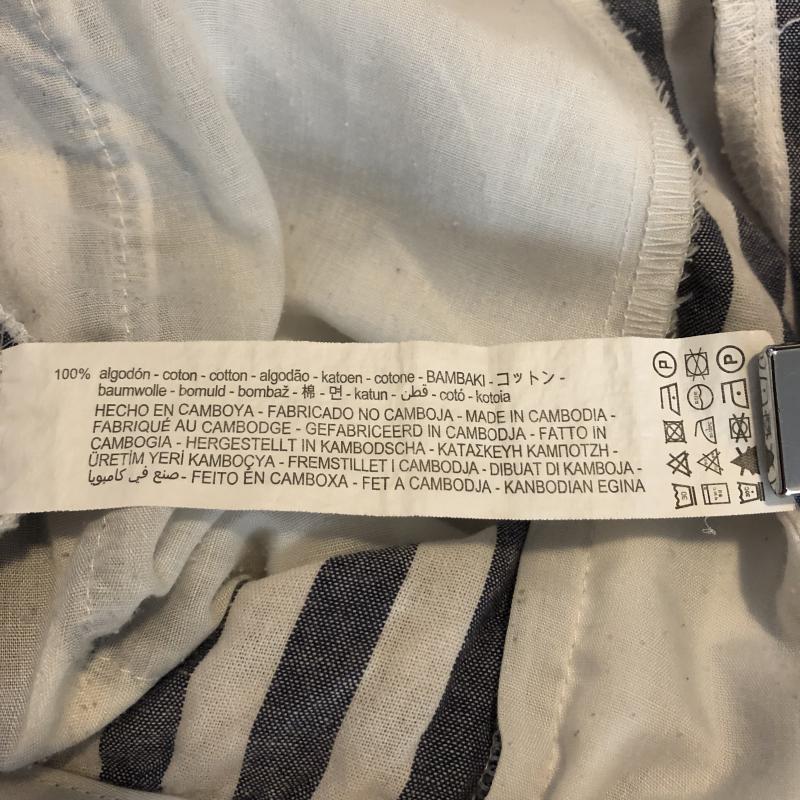 100% algodón - coton - cotton - algodão - katoen - cotone - BAMBAKI - コットン -
baumwolle - bomuld - bombaž - 棉 - 면 - katun - قطن - cotó - kotoia
HECHO EN CAMBOYA - FABRICADO NO CAMBOJA - MADE IN CAMBODIA -
FABRIQUÉ AU CAMBODGE - GEFABRICEERD IN CAMBODJA - FATTO IN
CAMBOGIA - HERGESTELLT IN KAMBODSCHA - ΚΑΤΑΣΚΕΥΗ ΚΑΜΠΟΤΖΗ -
ÜRETİM YERİ KAMBOÇYA - FREMSTILLET I CAMBODJA - DIBUAT DI KAMBOJA -
صنع في كامبوديا - FEITO EN CAMBOXA - FET A CAMBODJA - KANBODIAN EGINA
P P